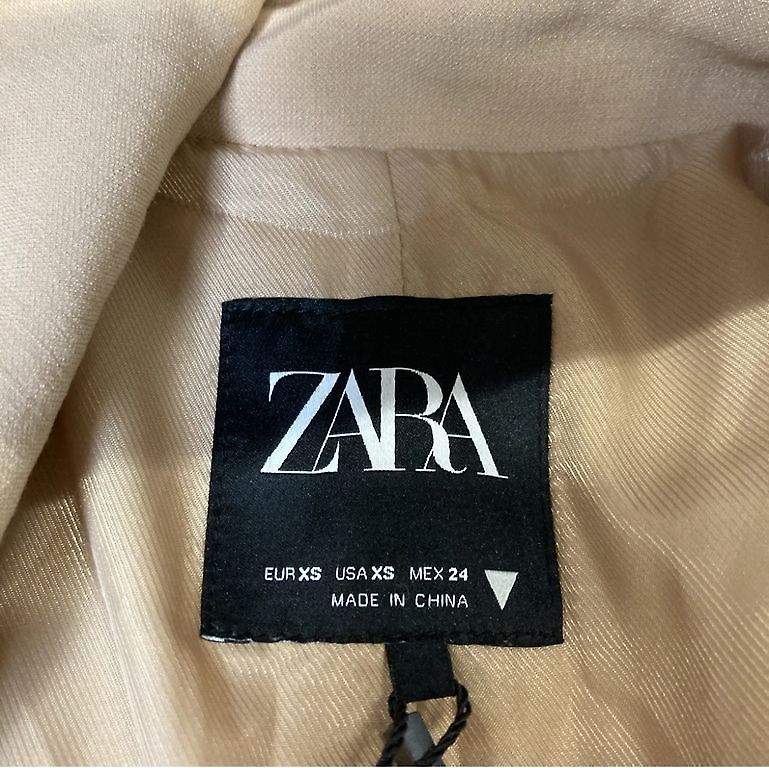 ZARA
EUR XS USA XS MEX 24
MADE IN CHINA